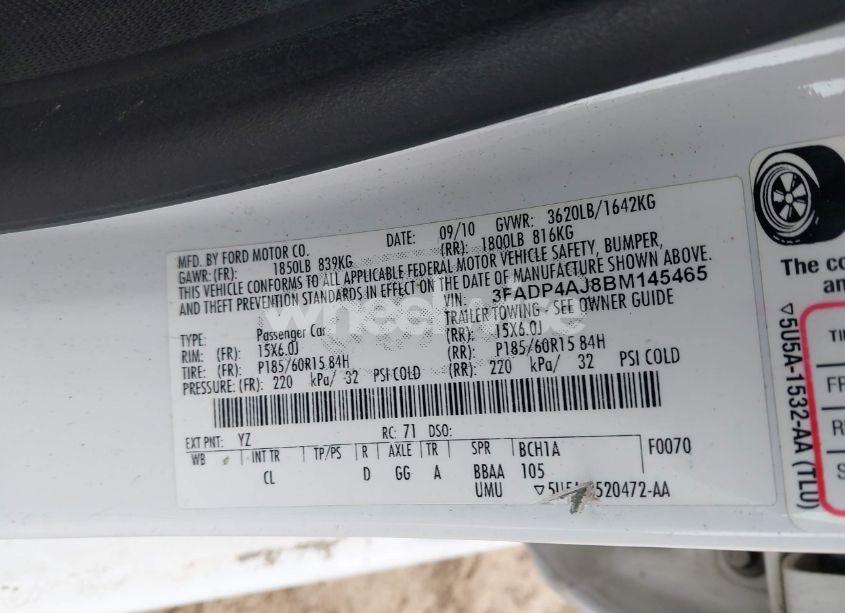 MFD. BY FORD MOTOR CO. DATE: 09/10 GVWR: 3620LB/1642KG
GAWR: (FR): 1850LB 839KG (RR): 1800LB 816KG
THIS VEHICLE CONFORMS TO ALL APPLICABLE FEDERAL MOTOR VEHICLE SAFETY, BUMPER,
AND THEFT PREVENTION STANDARDS IN EFFECT ON THE DATE OF MANUFACTURE SHOWN ABOVE.
VIN: 3FADP4AJ8BM145465
TYPE: Passenger Car TRAILER TOWING - SEE OWNER GUIDE
RIM: (FR): 15X6.0J (RR): 15X6.0J
TIRE: (FR): P185/60R15 84H (RR): P185/60R15 84H
PRESSURE: (FR): 220 kPa/ 32 PSI COLD (RR): 220 kPa/ 32 PSI COLD
EXT PNT: YZ RC: 71 DSO:
WB INT TR TP/PS R AXLE TR SPR BCH1A F0070
CL D GG A BBAA 105
UMU 520472-AA
The co
an
TI
FR
R
S
▽5U5A-1532-AA (TLU)